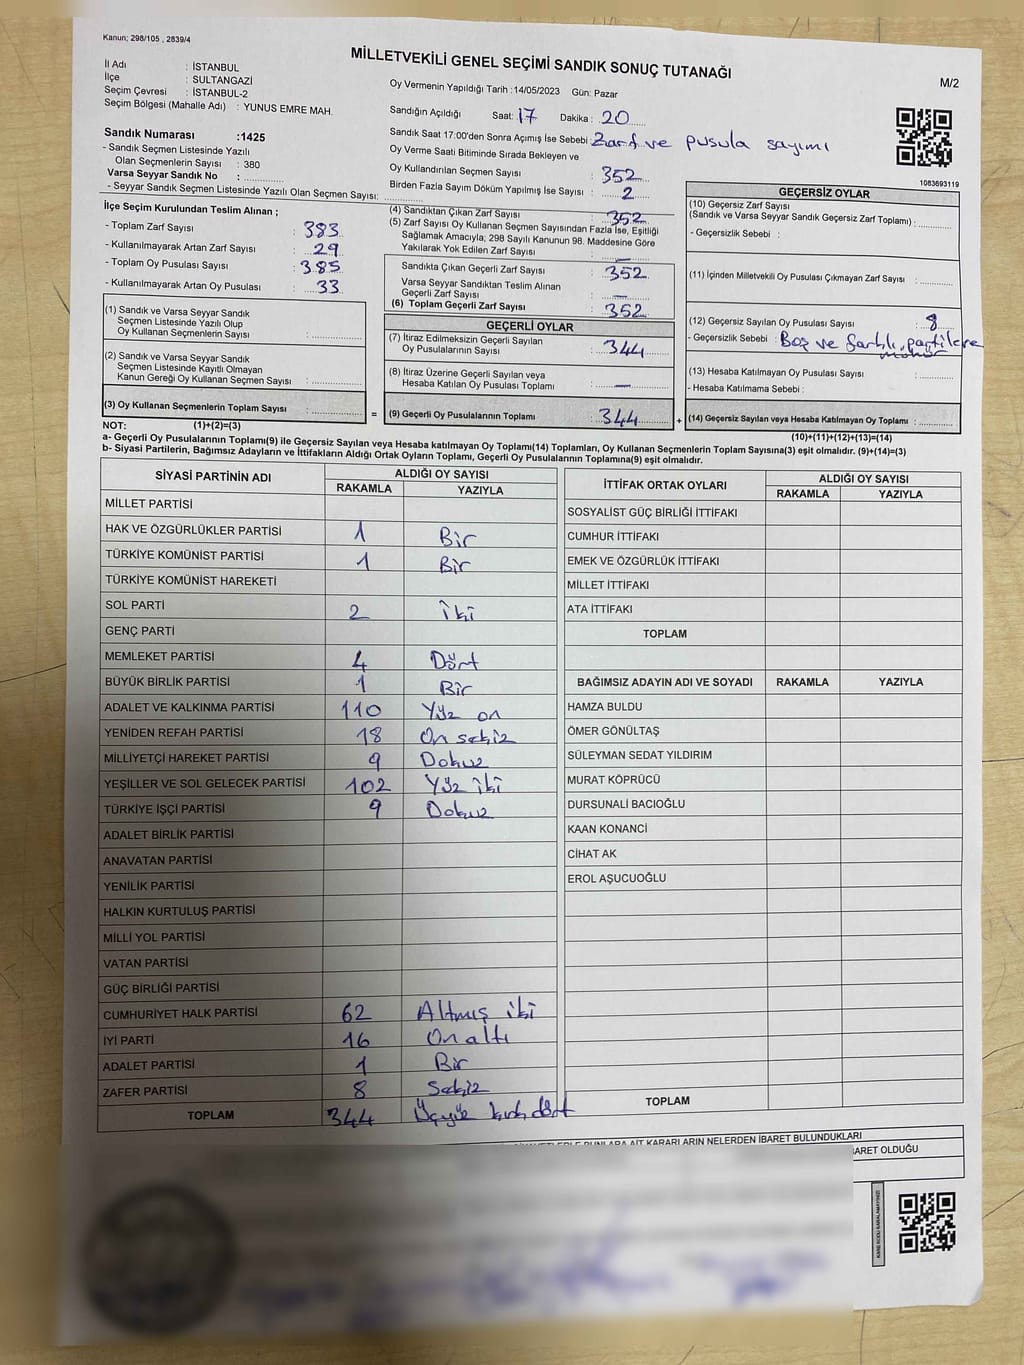 Kanun; 298/105 , 2839/4
MİLLETVEKİLİ GENEL SEÇİMİ SANDIK SONUÇ TUTANAĞI
M/2
İl Adı : İSTANBUL
İlçe : SULTANGAZİ
Seçim Çevresi : İSTANBUL-2
Seçim Bölgesi (Mahalle Adı) : YUNUS EMRE MAH.
Sandık Numarası :1425
- Sandık Seçmen Listesinde Yazılı
Olan Seçmenlerin Sayısı : 380
Varsa Seyyar Sandık No :
- Seyyar Sandık Seçmen Listesinde Yazılı Olan Seçmen Sayısı:
İlçe Seçim Kurulundan Teslim Alınan ;
- Toplam Zarf Sayısı : 383
- Kullanılmayarak Artan Zarf Sayısı : 29
- Toplam Oy Pusulası Sayısı : 385
- Kullanılmayarak Artan Oy Pusulası : 33
(1) Sandık ve Varsa Seyyar Sandık
Seçmen Listesinde Yazılı Olup
Oy Kullanan Seçmenlerin Sayısı :
(2) Sandık ve Varsa Seyyar Sandık
Seçmen Listesinde Kayıtlı Olmayan
Kanun Gereği Oy Kullanan Seçmen Sayısı :
(3) Oy Kullanan Seçmenlerin Toplam Sayısı :
Oy Vermenin Yapıldığı Tarih :14/05/2023 Gün: Pazar
Sandığın Açıldığı Saat: 17 Dakika : 20
Sandık Saat 17:00'den Sonra Açımış İse Sebebi: Zarf ve pusula sayımı
Oy Verme Saati Bitiminde Sırada Bekleyen ve
Oy Kullandırılan Seçmen Sayısı : 352
Birden Fazla Sayım Döküm Yapılmış İse Sayısı : 2
(4) Sandıktan Çıkan Zarf Sayısı : 352
(5) Zarf Sayısı Oy Kullanan Seçmen Sayısından Fazla İse, Eşitliği
Sağlamak Amacıyla; 298 Sayılı Kanunun 98. Maddesine Göre
Yakılarak Yok Edilen Zarf Sayısı : —
Sandıkta Çıkan Geçerli Zarf Sayısı : 352
Varsa Seyyar Sandıktan Teslim Alınan
Geçerli Zarf Sayısı : —
(6) Toplam Geçerli Zarf Sayısı : 352
GEÇERLİ OYLAR
(7) İtiraz Edilmeksizin Geçerli Sayılan
Oy Pusulalarının Sayısı : 344
(8) İtiraz Üzerine Geçerli Sayılan veya
Hesaba Katılan Oy Pusulası Toplamı : —
= (9) Geçerli Oy Pusulalarının Toplamı : 344 +
1083693119
GEÇERSİZ OYLAR
(10) Geçersiz Zarf Sayısı
(Sandık ve Varsa Seyyar Sandık Geçersiz Zarf Toplamı) :
- Geçersizlik Sebebi :
(11) İçinden Milletvekili Oy Pusulası Çıkmayan Zarf Sayısı :
(12) Geçersiz Sayılan Oy Pusulası Sayısı : 8
- Geçersizlik Sebebi : Boş ve farklı partilere
mühür
(13) Hesaba Katılmayan Oy Pusulası Sayısı :
- Hesaba Katılmama Sebebi :
(14) Geçersiz Sayılan veya Hesaba Katılmayan Oy Toplamı :
NOT: (1)+(2)=(3)
(10)+(11)+(12)+(13)=(14)
a- Geçerli Oy Pusulalarının Toplamı(9) ile Geçersiz Sayılan veya Hesaba katılmayan Oy Toplamı(14) Toplamları, Oy Kullanan Seçmenlerin Toplam Sayısına(3) eşit olmalıdır. (9)+(14)=(3)
b- Siyasi Partilerin, Bağımsız Adayların ve İttifakların Aldığı Ortak Oyların Toplamı, Geçerli Oy Pusulalarının Toplamına(9) eşit olmalıdır.
SİYASİ PARTİNİN ADI ALDIĞI OY SAYISI
RAKAMLA YAZIYLA
MİLLET PARTİSİ
HAK VE ÖZGÜRLÜKLER PARTİSİ 1 Bir
TÜRKİYE KOMÜNİST PARTİSİ 1 Bir
TÜRKİYE KOMÜNİST HAREKETİ
SOL PARTİ 2 İki
GENÇ PARTİ
MEMLEKET PARTİSİ 4 Dört
BÜYÜK BİRLİK PARTİSİ 1 Bir
ADALET VE KALKINMA PARTİSİ 110 Yüz on
YENİDEN REFAH PARTİSİ 18 On sekiz
MİLLİYETÇİ HAREKET PARTİSİ 9 Dokuz
YEŞİLLER VE SOL GELECEK PARTİSİ 102 Yüz iki
TÜRKİYE İŞÇİ PARTİSİ 9 Dokuz
ADALET BİRLİK PARTİSİ
ANAVATAN PARTİSİ
YENİLİK PARTİSİ
HALKIN KURTULUŞ PARTİSİ
MİLLİ YOL PARTİSİ
VATAN PARTİSİ
GÜÇ BİRLİĞİ PARTİSİ
CUMHURİYET HALK PARTİSİ 62 Altmış iki
İYİ PARTİ 16 On altı
ADALET PARTİSİ 1 Bir
ZAFER PARTİSİ 8 Sekiz
TOPLAM 344 Üçyüz kırk dört
İTTİFAK ORTAK OYLARI ALDIĞI OY SAYISI
RAKAMLA YAZIYLA
SOSYALİST GÜÇ BİRLİĞİ İTTİFAKI
CUMHUR İTTİFAKI
EMEK VE ÖZGÜRLÜK İTTİFAKI
MİLLET İTTİFAKI
ATA İTTİFAKI
TOPLAM
BAĞIMSIZ ADAYIN ADI VE SOYADI RAKAMLA YAZIYLA
HAMZA BULDU
ÖMER GÖNÜLTAŞ
SÜLEYMAN SEDAT YILDIRIM
MURAT KÖPRÜCÜ
DURSUNALİ BACIOĞLU
KAAN KONANCİ
CİHAT AK
EROL AŞUCUOĞLU
TOPLAM
BUNLARA AİT KARARLARIN NELERDEN İBARET BULUNDUKLARI
OLDUĞU